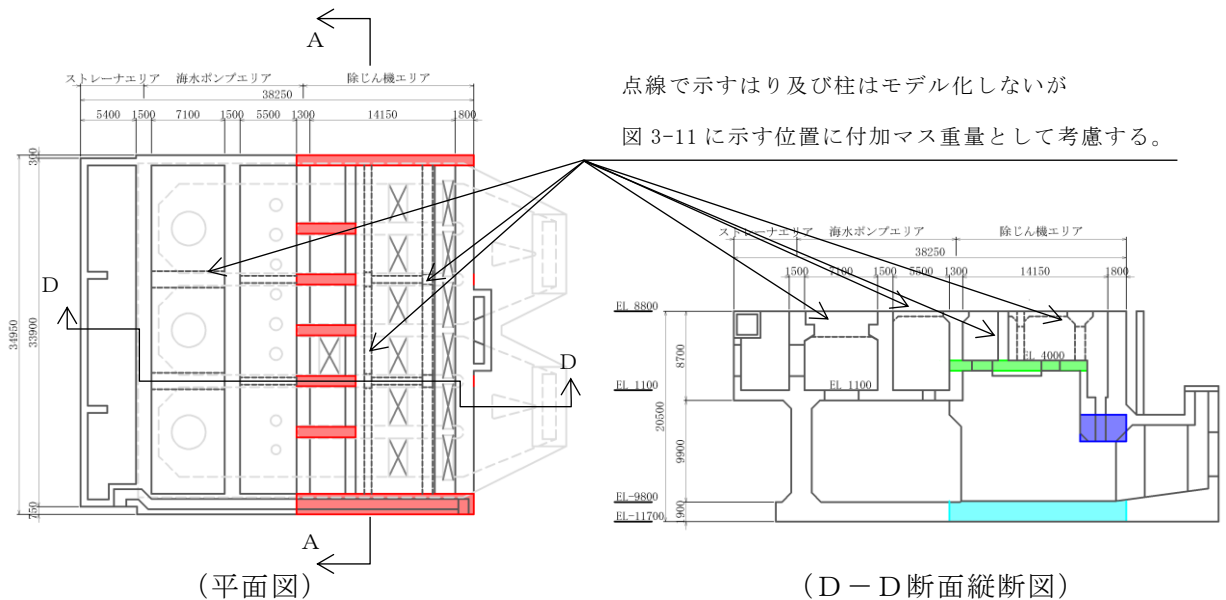 A
ストレーナエリア 海水ポンプエリア 除じん機エリア
38250
5400 1500 7100 1500 5500 1300 14150 1800
点線で示すはり及び柱はモデル化しないが
図 3-11 に示す位置に付加マス重量として考慮する。
300
34950
33900
750
D
D
A
(平面図)
ストレーナエリア 海水ポンプエリア 除じん機エリア
38250
1500 7100 1500 5500 1300 14150 1800
EL 8800
EL 4000
8700
EL 1100
EL 1100
20500
9900
EL-9800
1900
EL-11700
(D-D断面縦断図)